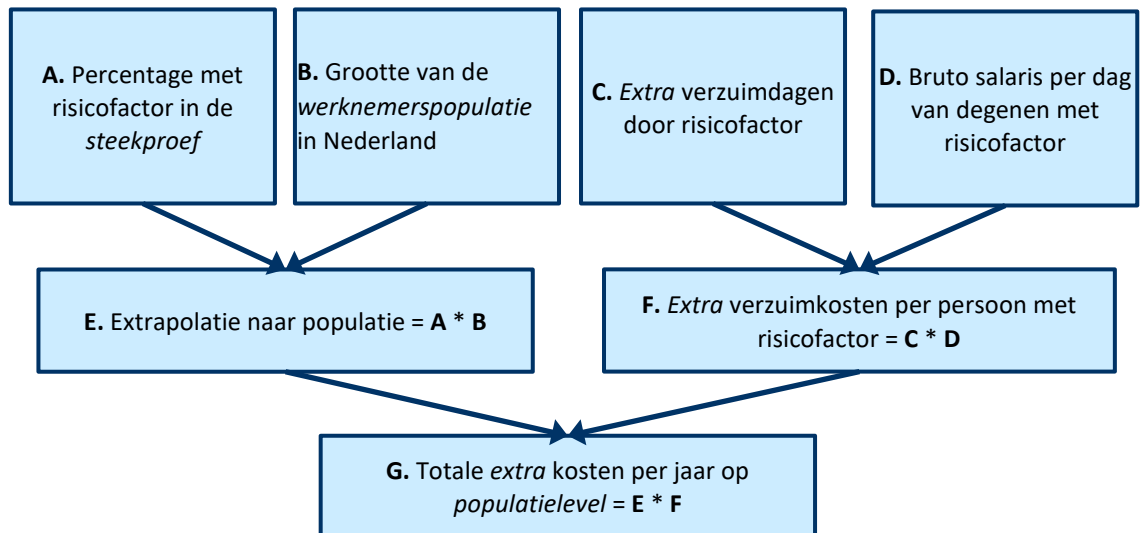 A. Percentage met
risicofactor in de
steekproef
B. Grootte van de
werknemerspopulatie
in Nederland
C. Extra verzuimdagen
door risicofactor
D. Bruto salaris per dag
van degenen met
risicofactor
E. Extrapolatie naar populatie = A * B
F. Extra verzuimkosten per persoon met
risicofactor = C * D
G. Totale extra kosten per jaar op
populatielevel = E * F